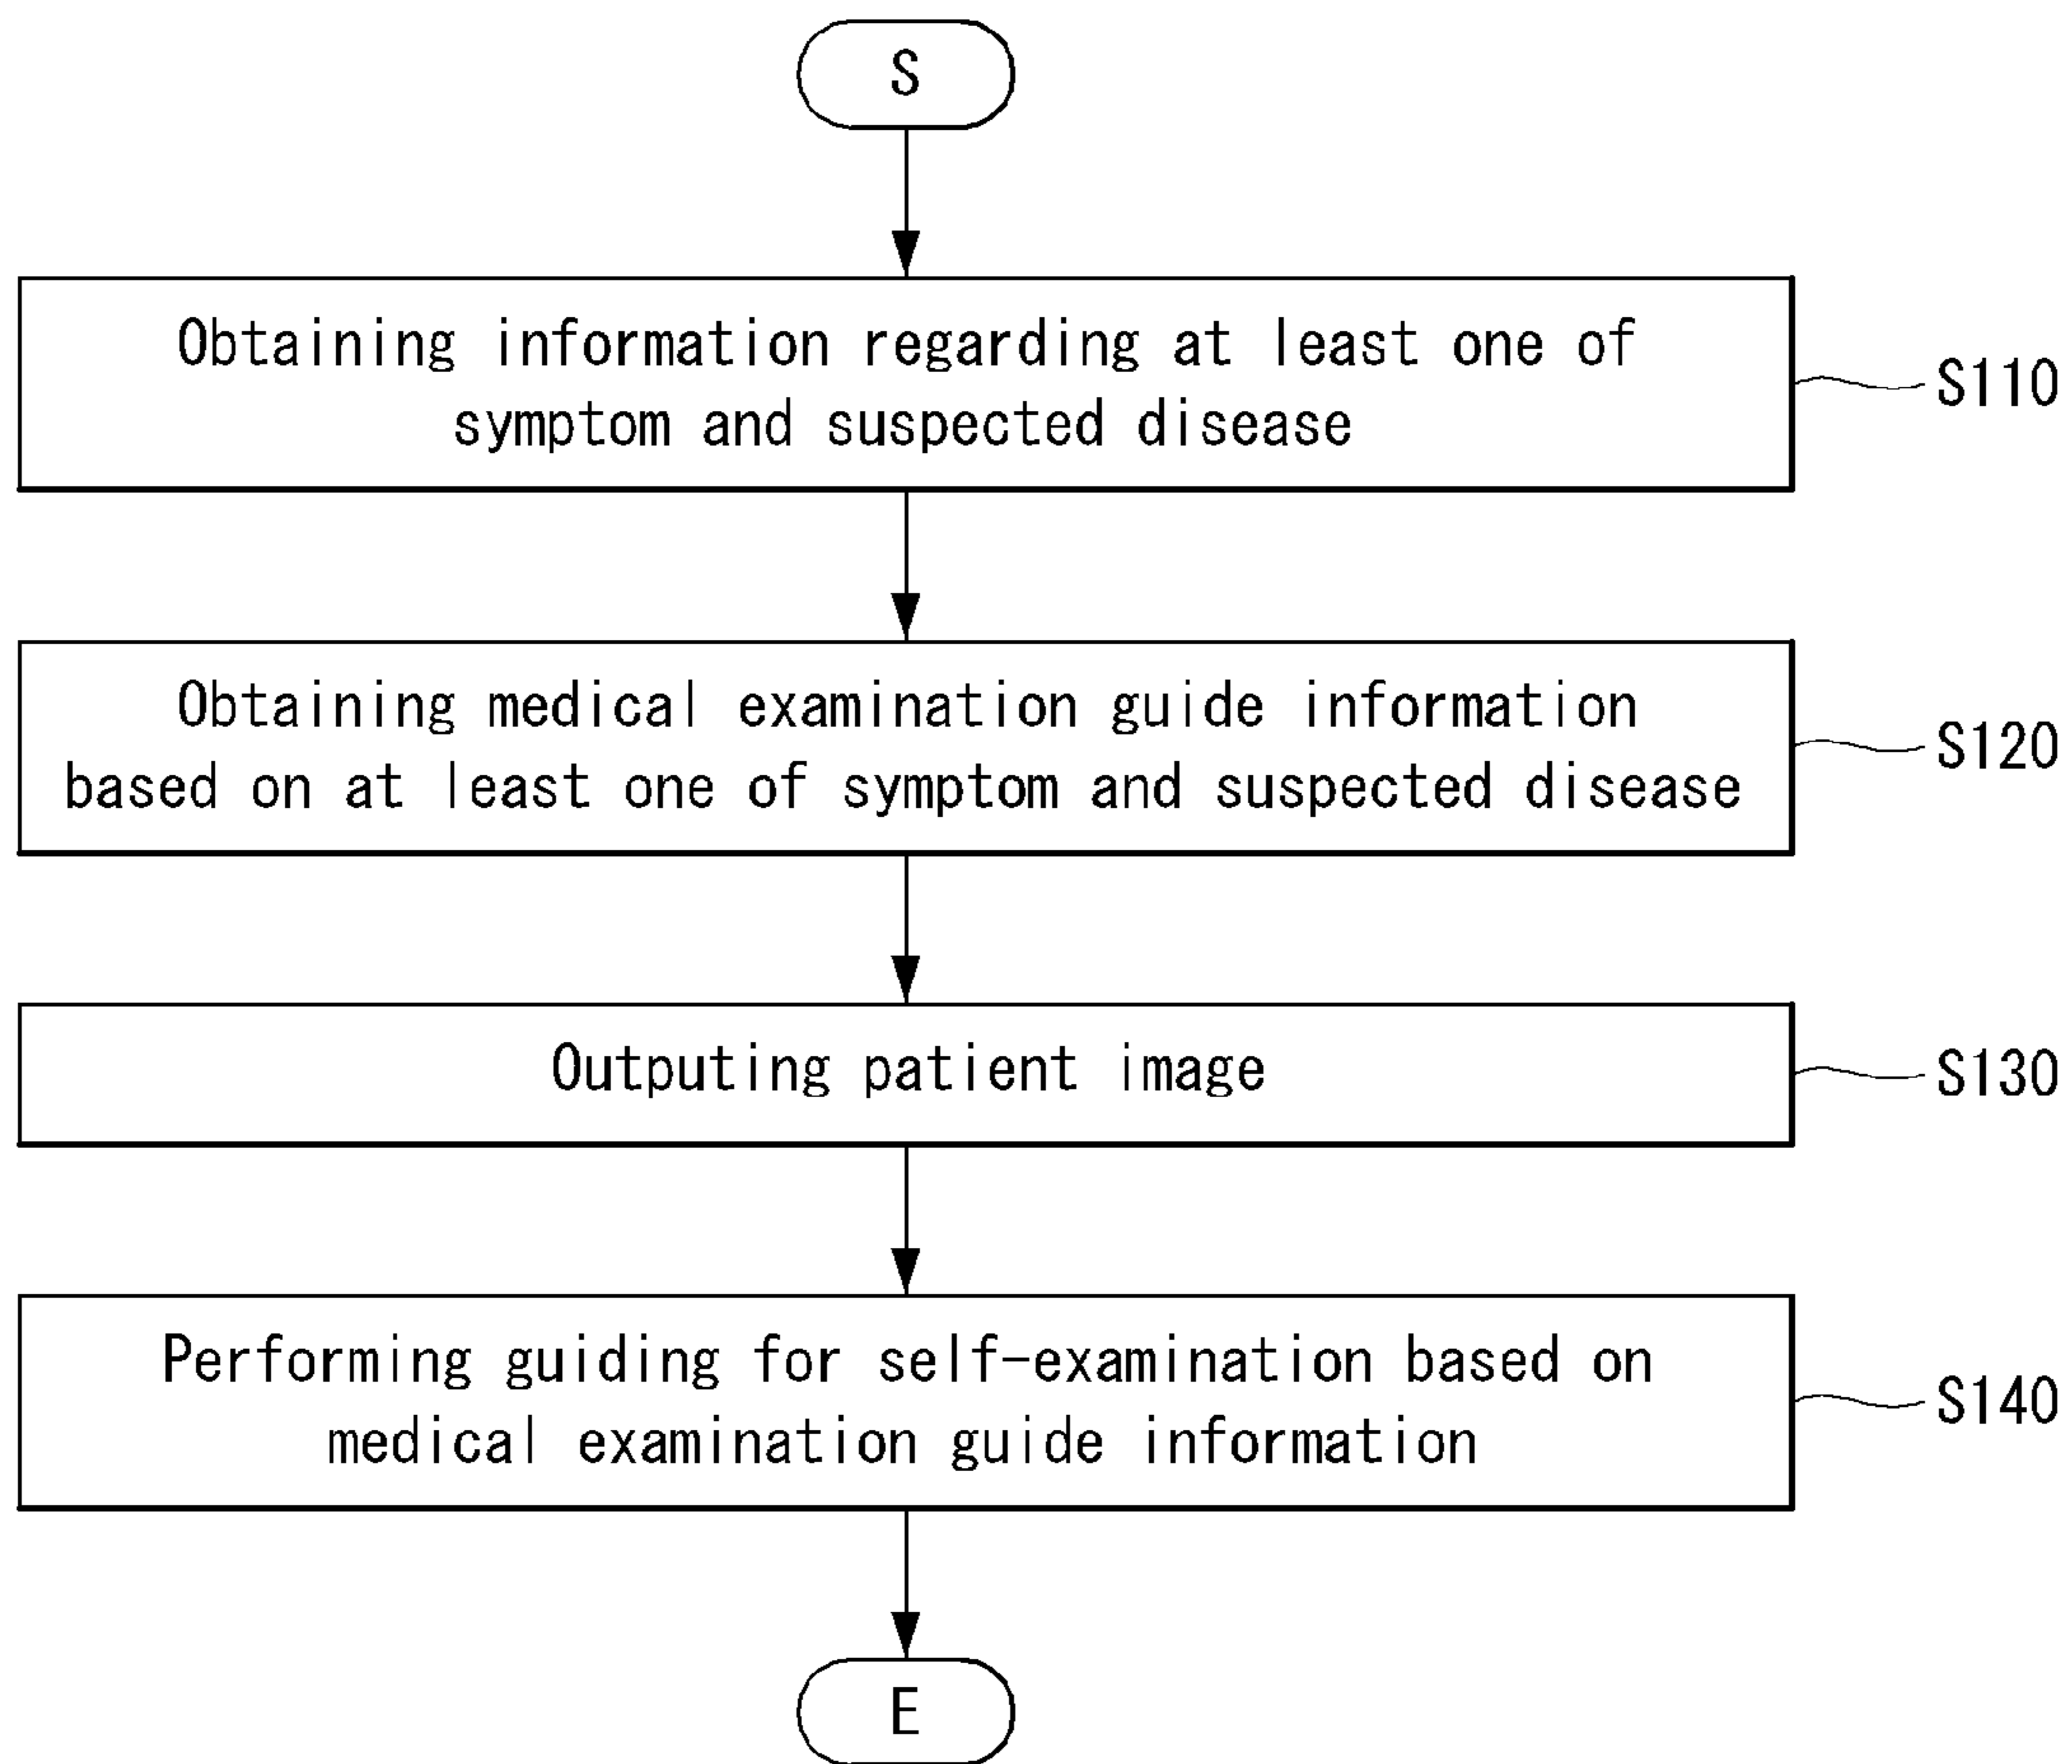 S
Obtaining information regarding at least one of
symptom and suspected disease
S110
Obtaining medical examination guide information
based on at least one of symptom and suspected disease
S120
Outputing patient image
S130
Performing guiding for self-examination based on
medical examination guide information
S140
E